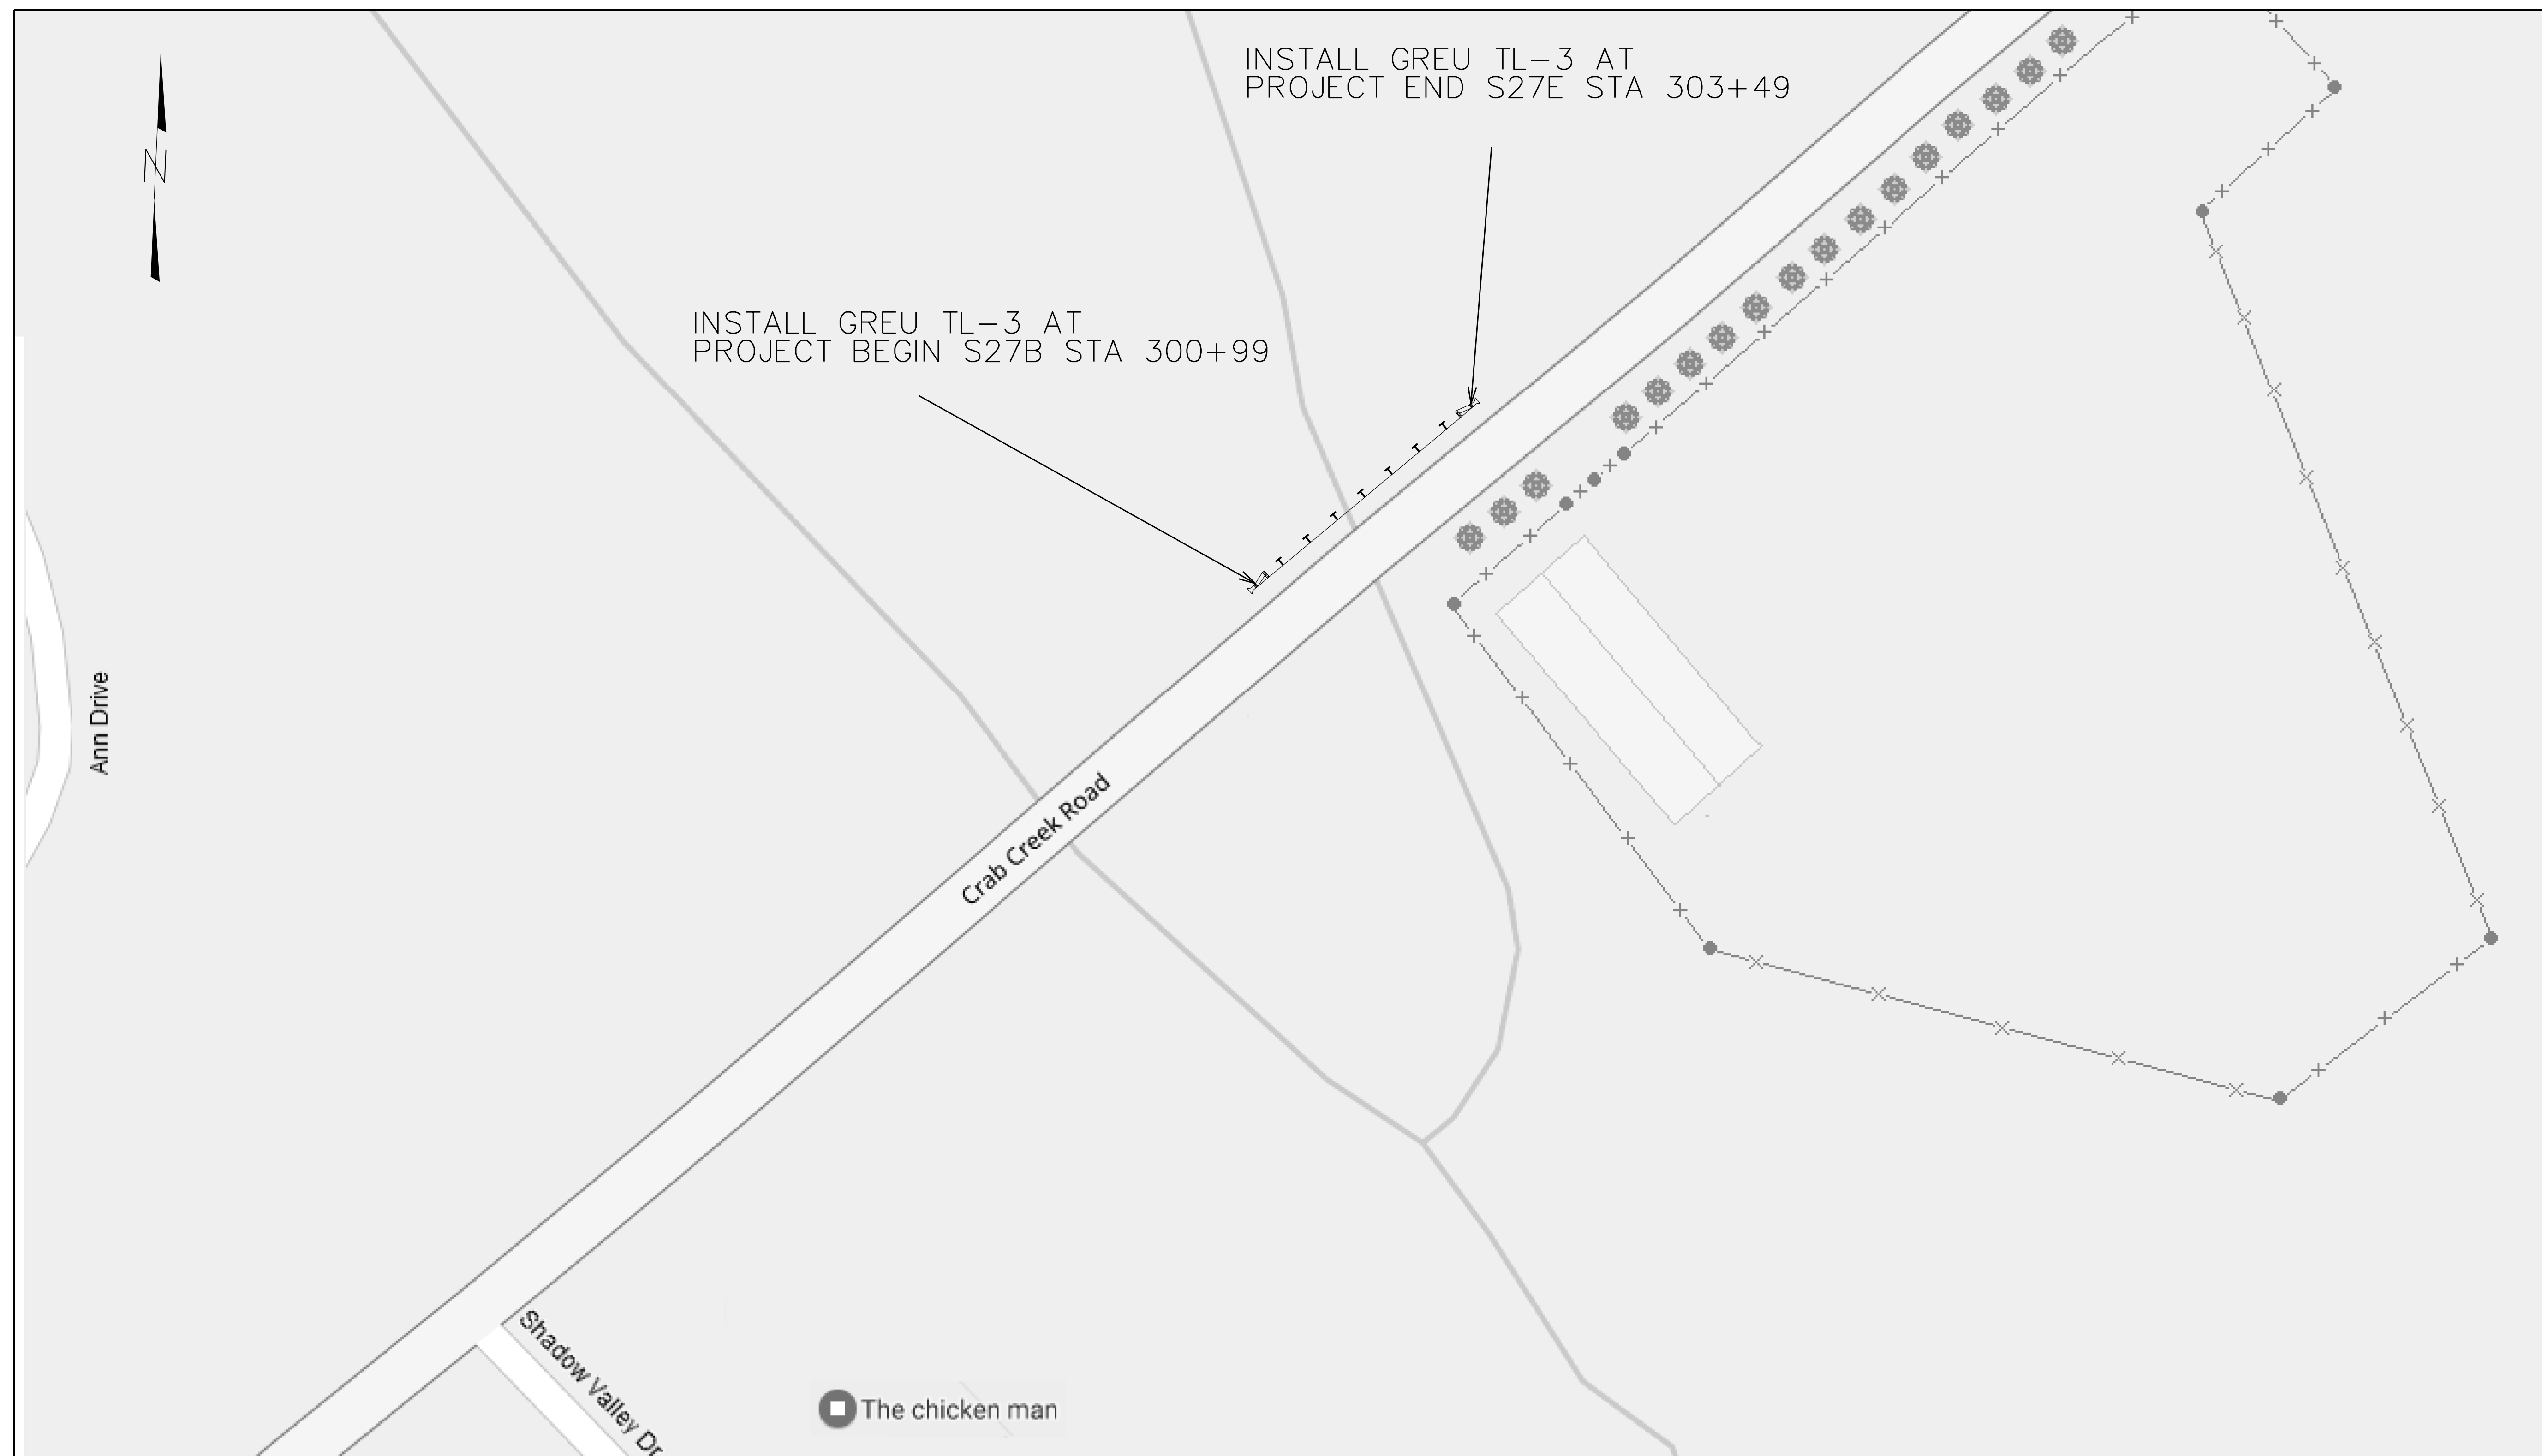 INSTALL GREU TL-3 AT
PROJECT END S27E STA 303+49
N
INSTALL GREU TL-3 AT
PROJECT BEGIN S27B STA 300+99
Ann Drive
Crab Creek Road
Shadow Valley Dr
The chicken man